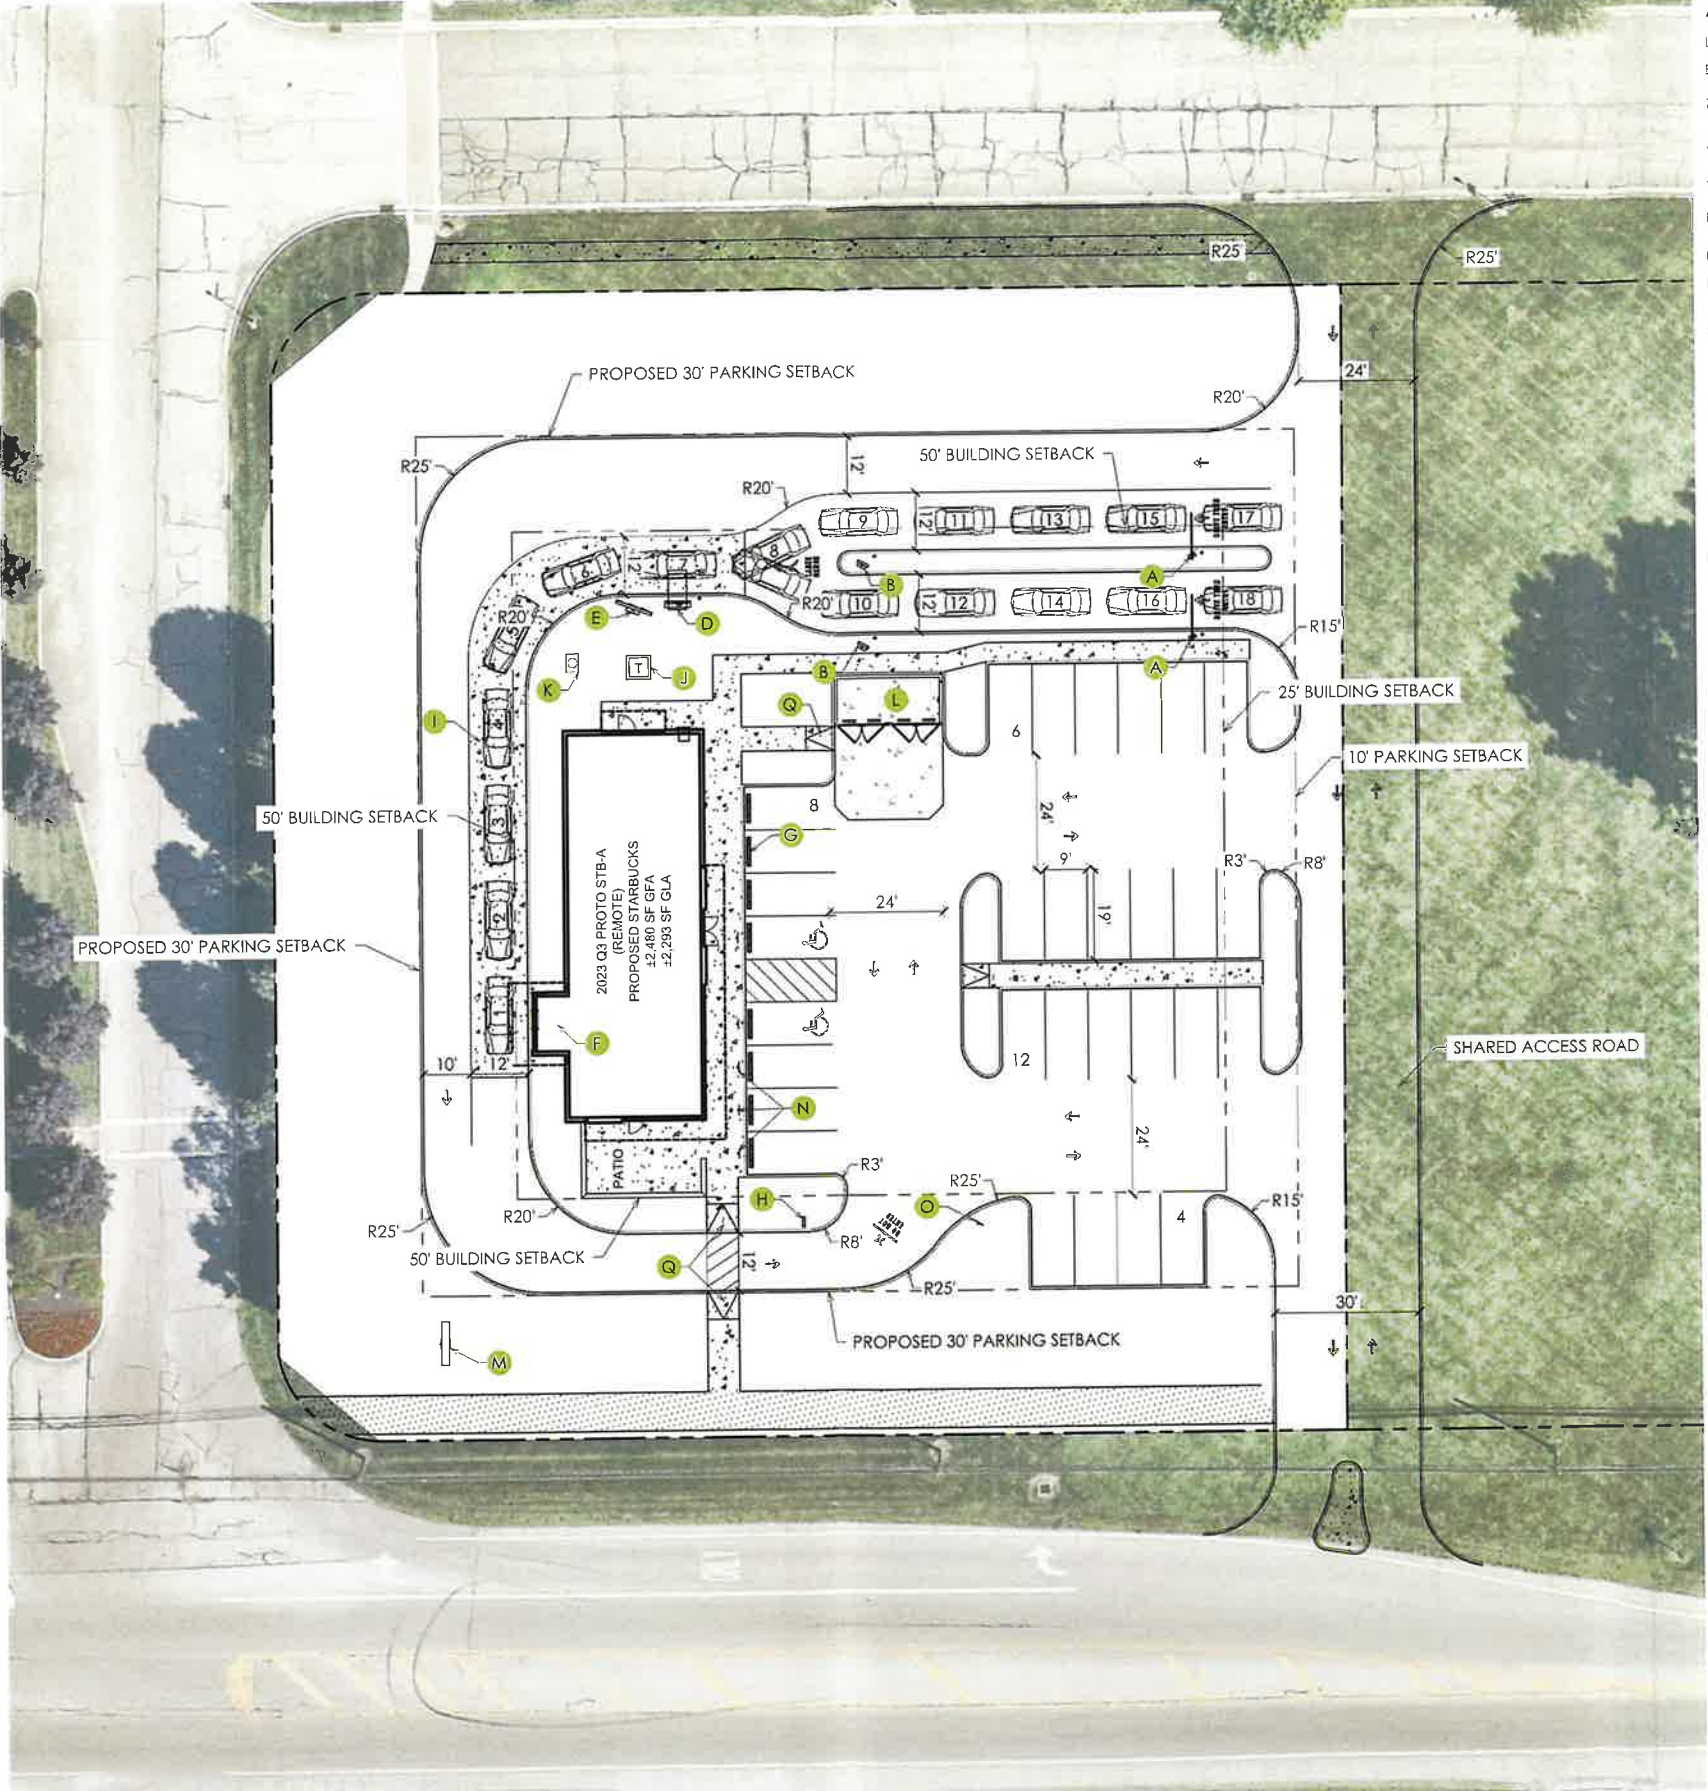 R25'
R25'
24'
PROPOSED 30' PARKING SETBACK
R20'
R25'
12'
50' BUILDING SETBACK
R20'
9
12'
11
13
15
17
8
7
6
12'
B
A
R20'
10
12'
12
14
16
18
E
D
R20'
5
R15'
T
K
J
B
A
L
25' BUILDING SETBACK
Q
I
4
6
10' PARKING SETBACK
50' BUILDING SETBACK
3
8
24'
G
9'
R3'
R8'
2023 Q3 PROTO STB-A
(REMOTE)
PROPOSED STARBUCKS
±2,480 SF GFA
±2,293 SF GLA
2
24'
19'
PROPOSED 30' PARKING SETBACK
1
F
SHARED ACCESS ROAD
10'
12'
12
N
24'
PATIO
R3'
R25'
H
O
R15'
4
R25'
R20'
R8'
DO NOT
ENTER
50' BUILDING SETBACK
Q
12'
R25'
30'
PROPOSED 30' PARKING SETBACK
M